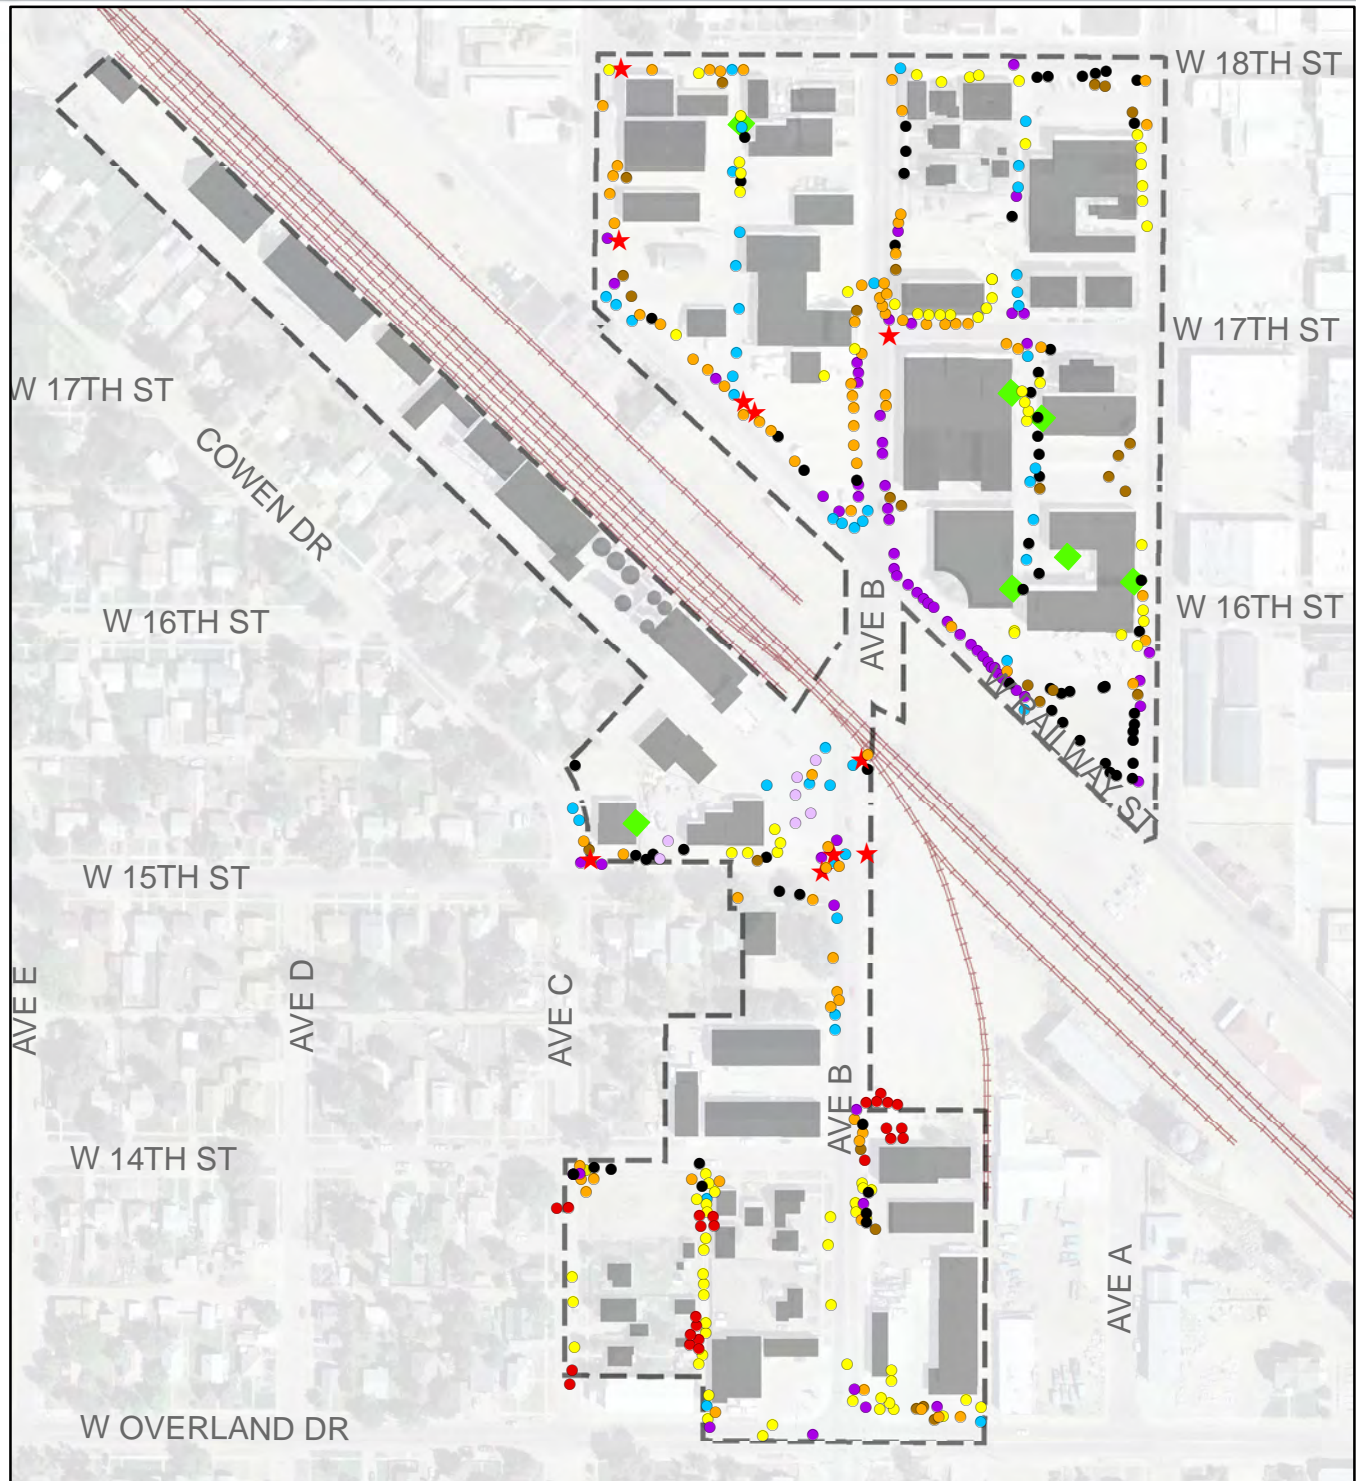 W 18TH ST
W 17TH ST
W 17TH ST
COWEN DR
W 16TH ST
W 16TH ST
AVE B
W RAILWAY ST
W 15TH ST
AVE E
AVE D
AVE C
AVE B
W 14TH ST
AVE A
W OVERLAND DR